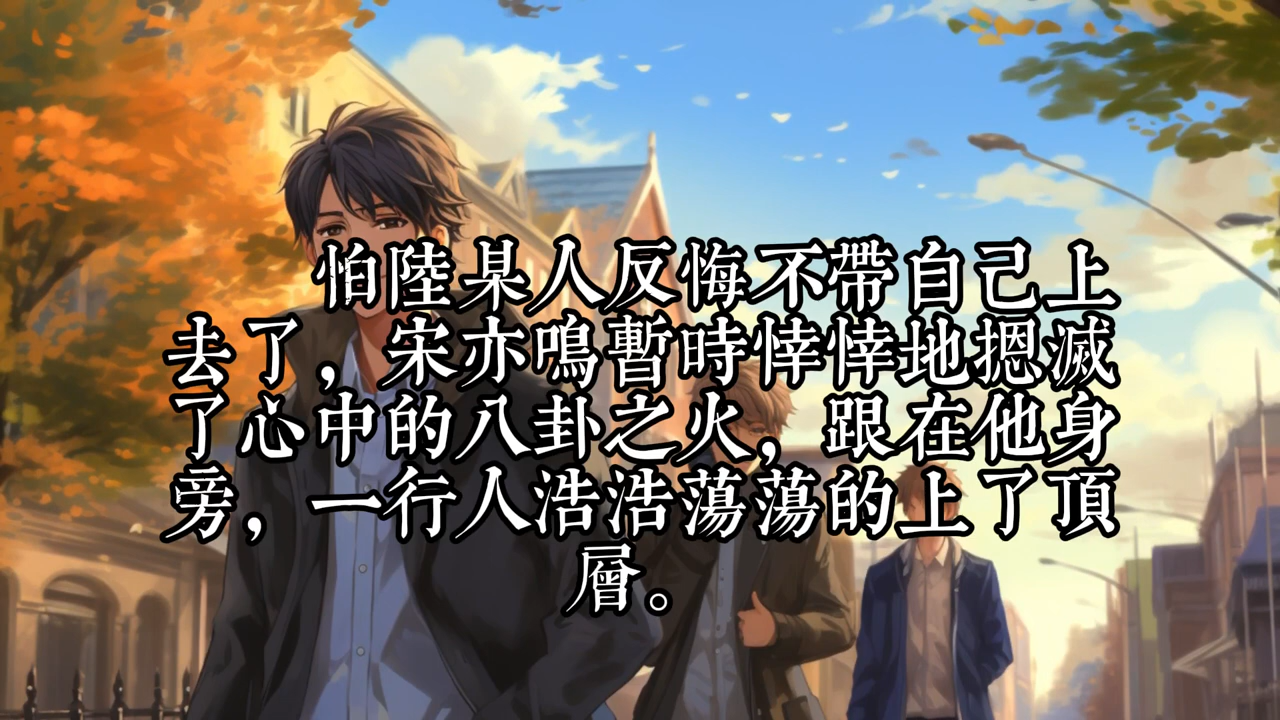 怕陸某人反悔不帶自己上
去了，宋亦鳴暫時悻悻地摁滅
了心中的八卦之火，跟在他身
旁，一行人浩浩蕩蕩的上了頂
層。